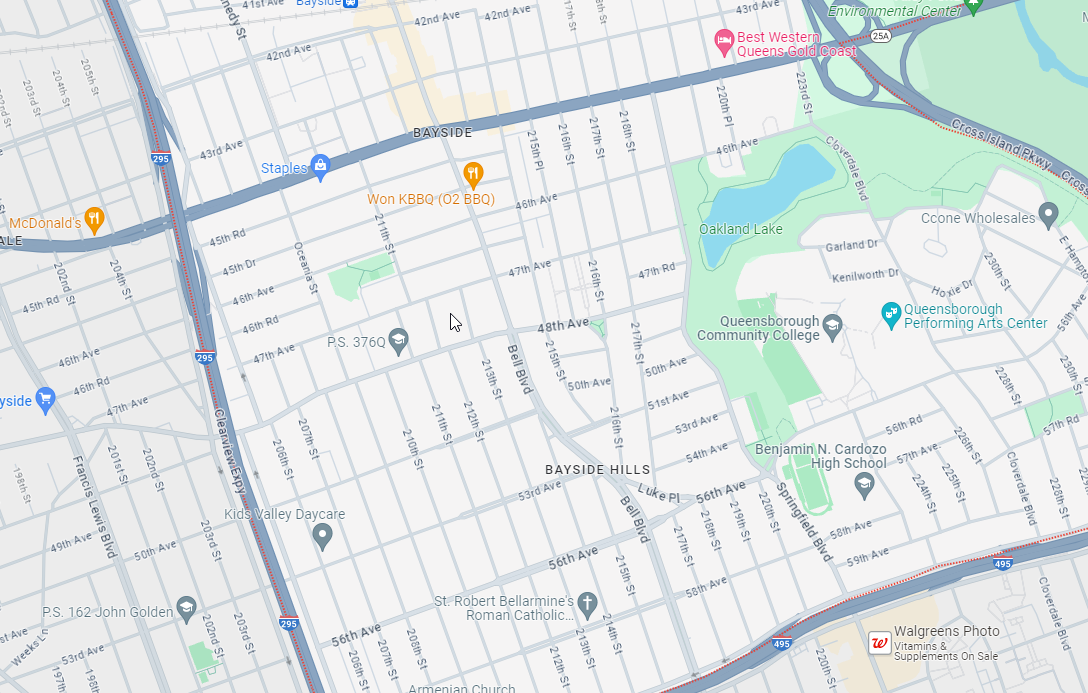 41st Ave
Bayside
42nd Ave
42nd Ave
42nd Ave
43rd Ave
Environmental Center
25A
Best Western
Queens Gold Coast
205th St
204th St
203rd St
220th Pl
223rd St
BAYSIDE
295
43rd Ave
Staples
215th Pl
216th St
217th St
218th St
46th Ave
Cloverdale Blvd
Cross Island Pkwy
Won KBBQ (O2 BBQ)
46th Ave
McDonald's
211th St
45th Rd
Oakland Lake
Ccone Wholesales
Garland Dr
230th St
202nd St
204th St
45th Dr
Oceania St
47th Ave
216th St
47th Rd
Kenilworth Dr
Hoxie Dr
45th Rd
46th Ave
46th Rd
48th Ave
Queensborough
Community College
Queensborough
Performing Arts Center
56th Ave
P.S. 376Q
217th St
46th Ave
295
47th Ave
Bell Blvd
213th St
215th St
50th Ave
50th Ave
228th St
230th St
46th Rd
47th Ave
51st Ave
216th St
53rd Ave
56th Rd
57th Rd
211th St
212th St
210th St
207th St
206th St
Clearview Expy
201st St
202nd St
Francis Lewis Blvd
198th St
54th Ave
57th Ave
226th St
Benjamin N. Cardozo
High School
BAYSIDE HILLS
53rd Ave
Luke Pl
56th Ave
Springfield Blvd
224th St
Cloverdale Blvd
228th St
Kids Valley Daycare
Bell Blvd
217th St
218th St
219th St
220th St
58th Ave
59th Ave
49th Ave
50th Ave
203rd St
56th Ave
215th St
58th Ave
495
P.S. 162 John Golden
295
St. Robert Bellarmine's
Roman Catholic...
Cloverdale Blvd
Weeks Ln
202nd St
203rd St
56th Ave
206th St
207th St
208th St
212th St
213th St
214th St
495
Walgreens Photo
Vitamins &
Supplements On Sale
220th St
53rd Ave
197th St
198th St
Armenian Church